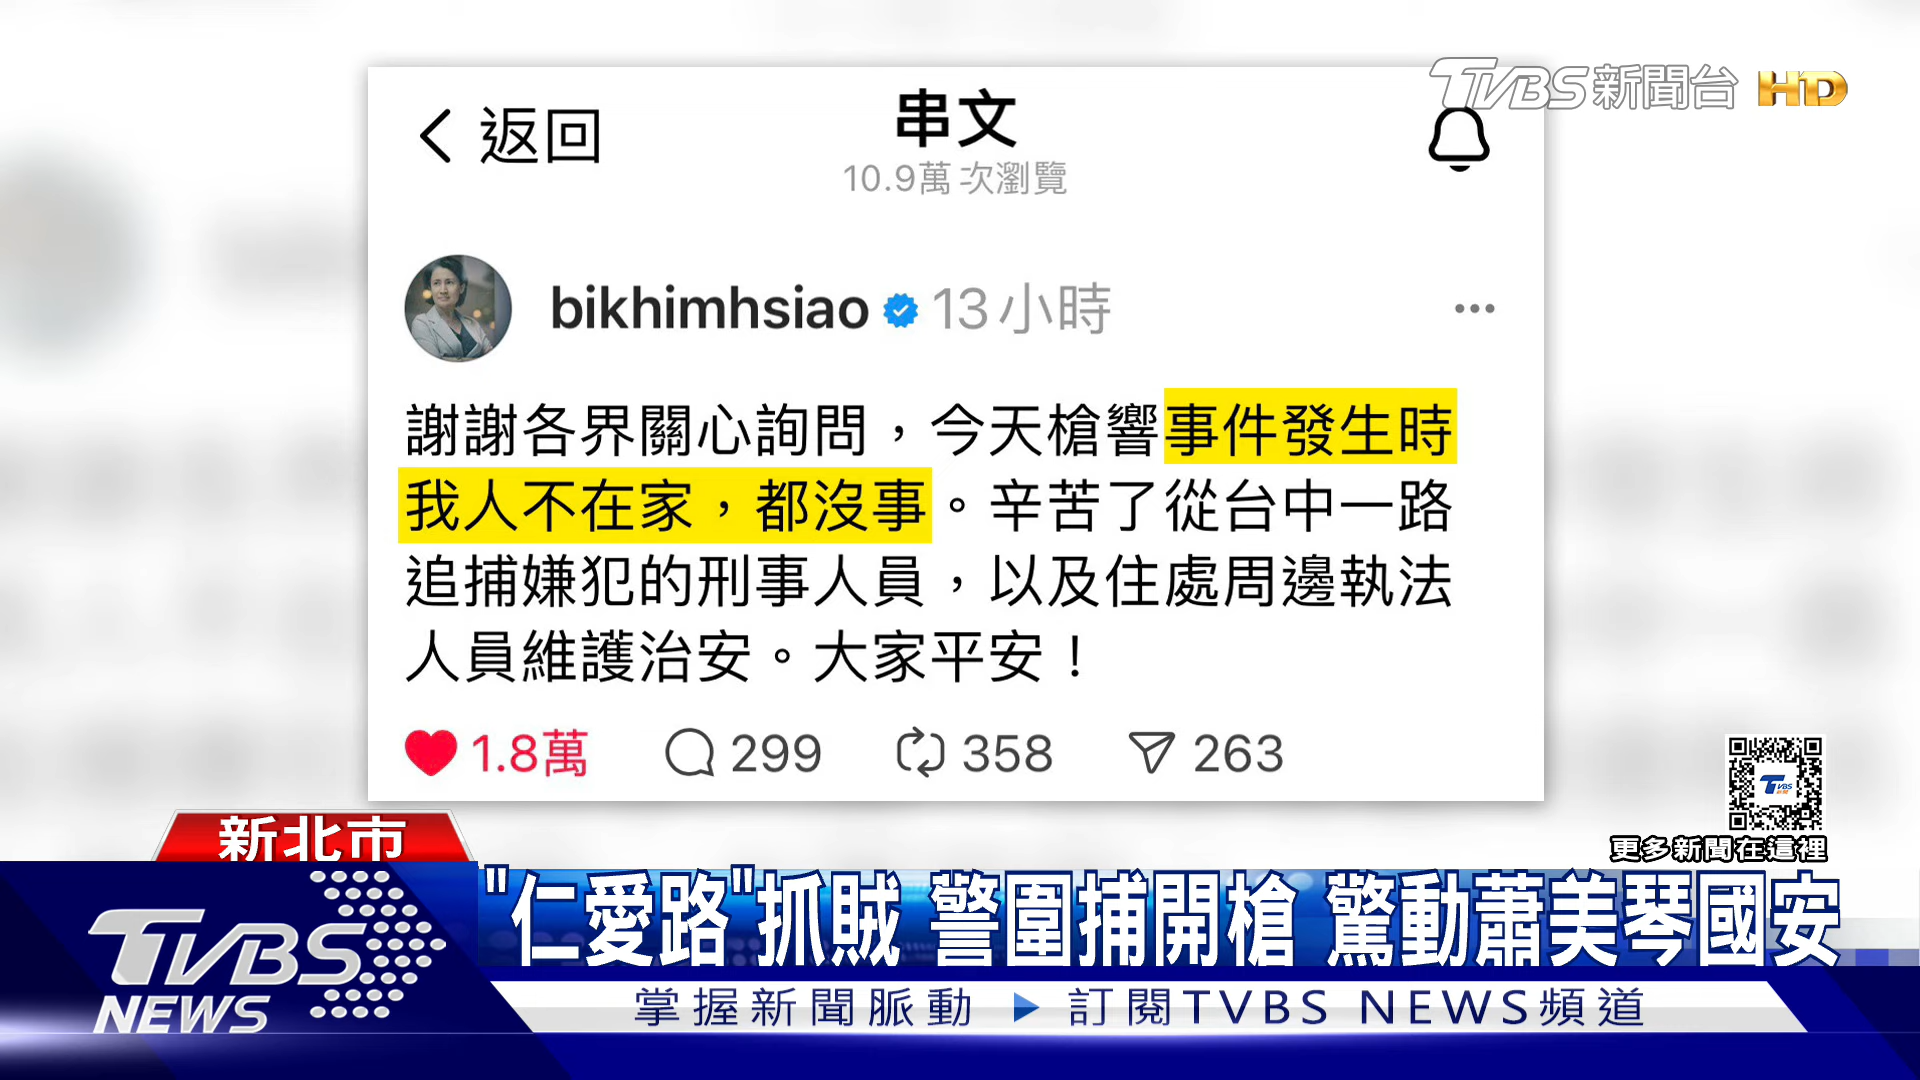 TVBS新聞台 HD
返回
串文
10.9萬次瀏覽
bikhimhsiao 13小時
謝謝各界關心詢問，今天槍響事件發生時
我人不在家，都沒事。辛苦了從台中一路
追捕嫌犯的刑事人員，以及住處周邊執法
人員維護治安。大家平安！
1.8萬 299 358 263
TVBS
新聞
更多新聞在這裡
新北市
"仁愛路"抓賊 警圍捕開槍 驚動蕭美琴國安
TVBS
NEWS
掌握新聞脈動 ▶ 訂閱TVBS NEWS頻道